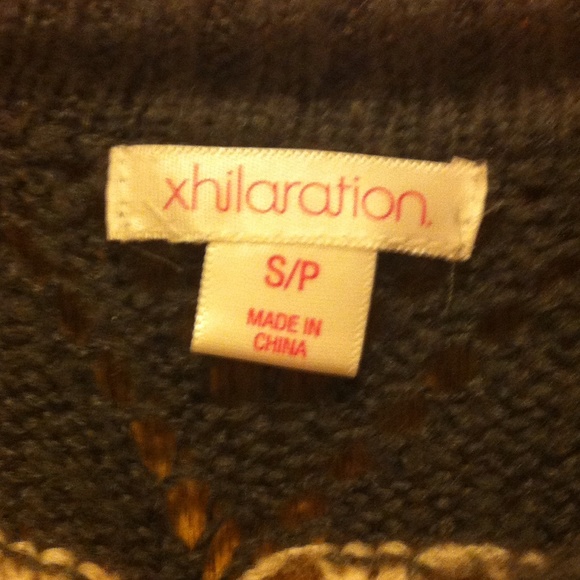 xhilaration.
S/P
MADE IN
CHINA